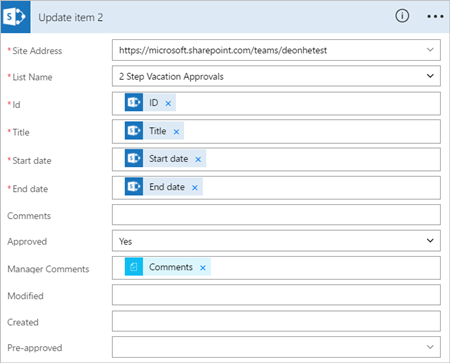 Update item 2
* Site Address https://microsoft.sharepoint.com/teams/deonhetest
* List Name 2 Step Vacation Approvals
* Id ID ×
* Title Title ×
* Start date Start date ×
* End date End date ×
Comments
Approved Yes
Manager Comments Comments ×
Modified
Created
Pre-approved